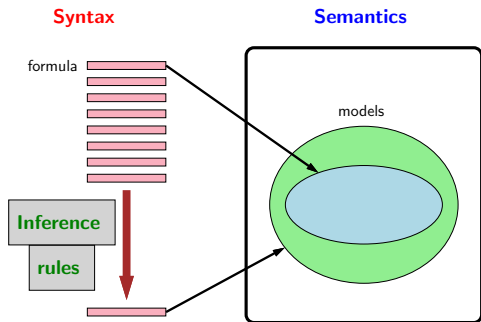 Syntax
Semantics
formula
models
Inference
rules